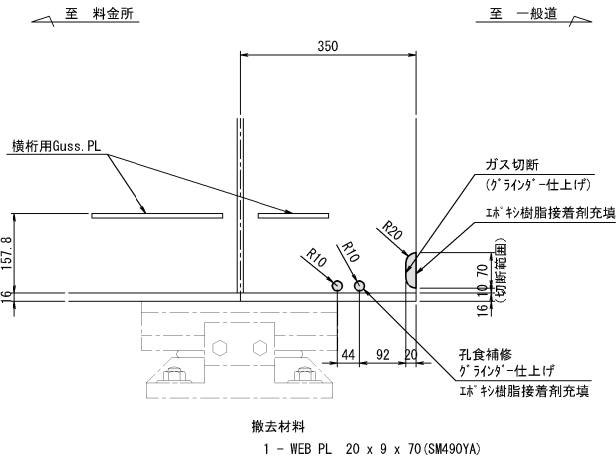 至 料金所
至 一般道
350
横桁用Guss.PL
ガス切断
(ｸﾞﾗｲﾝﾀﾞｰ仕上げ)
ｴﾎﾟｷｼ樹脂接着剤充填
R20
R10
R10
157.8
16
70
(切断範囲)
10
16
44
92
20
孔食補修
ｸﾞﾗｲﾝﾀﾞｰ仕上げ
ｴﾎﾟｷｼ樹脂接着剤充填
撤去材料
1 - WEB PL 20 x 9 x 70(SM490YA)